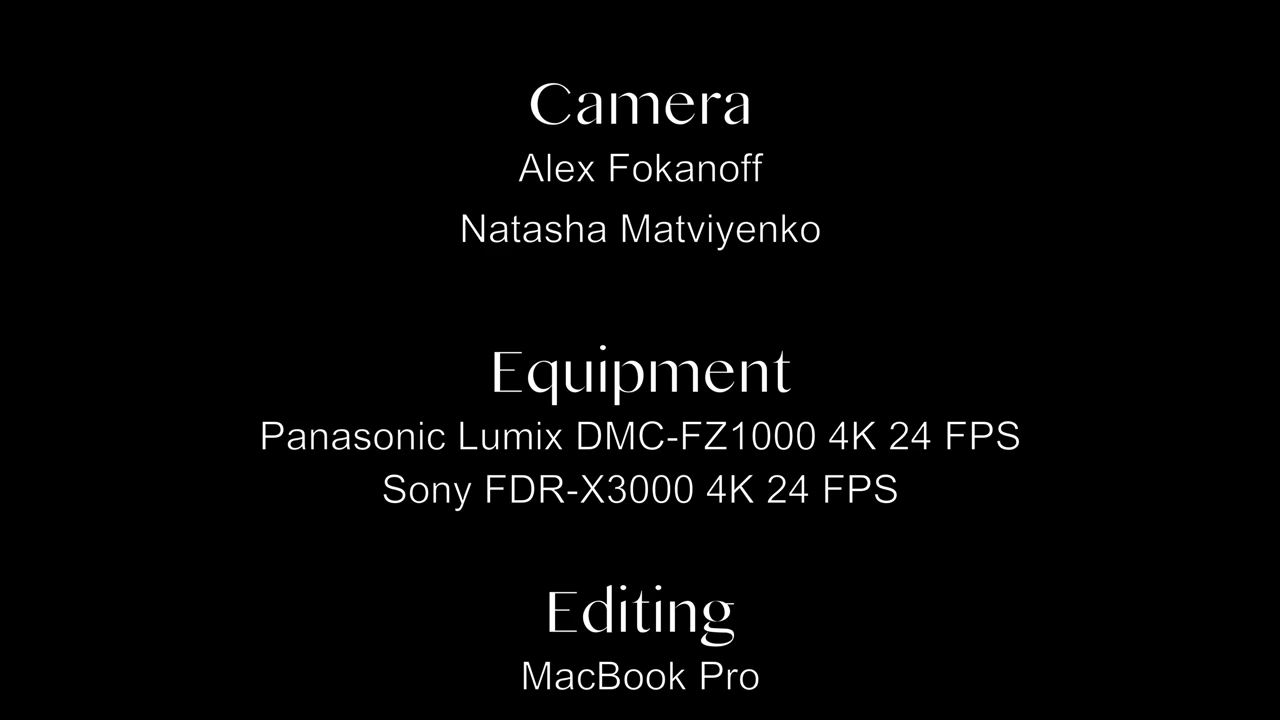 Camera
Alex Fokanoff
Natasha Matviyenko
Equipment
Panasonic Lumix DMC-FZ1000 4K 24 FPS
Sony FDR-X3000 4K 24 FPS
Editing
MacBook Pro